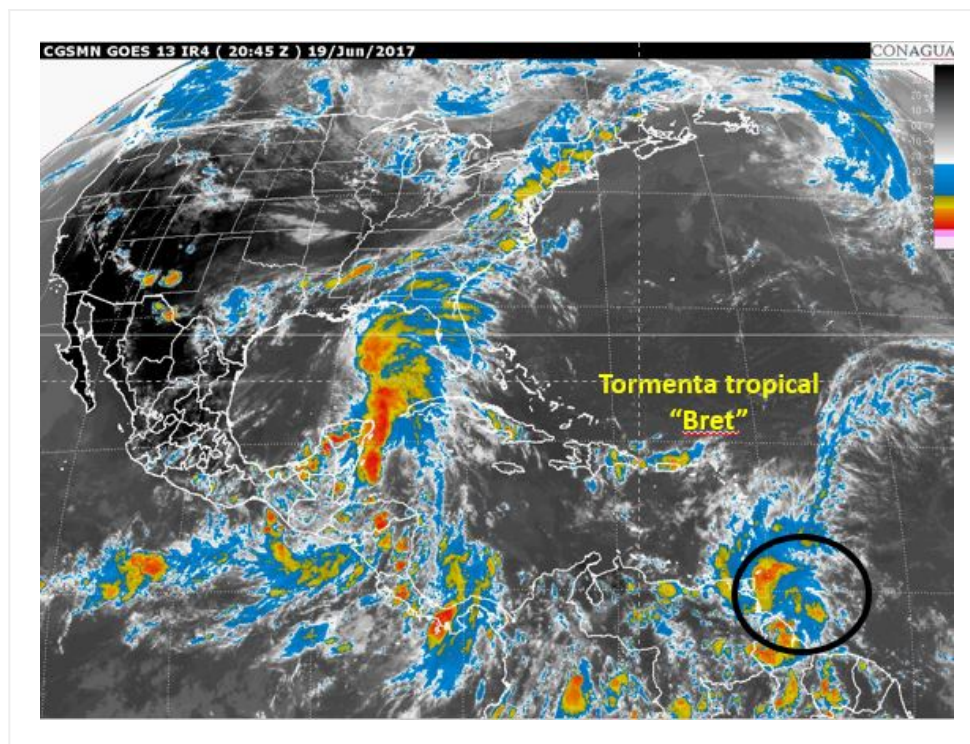 CGSMN GOES 13 IR4 ( 20:45 Z ) 19/Jun/2017
CONAGUA
Tormenta tropical
“Bret”